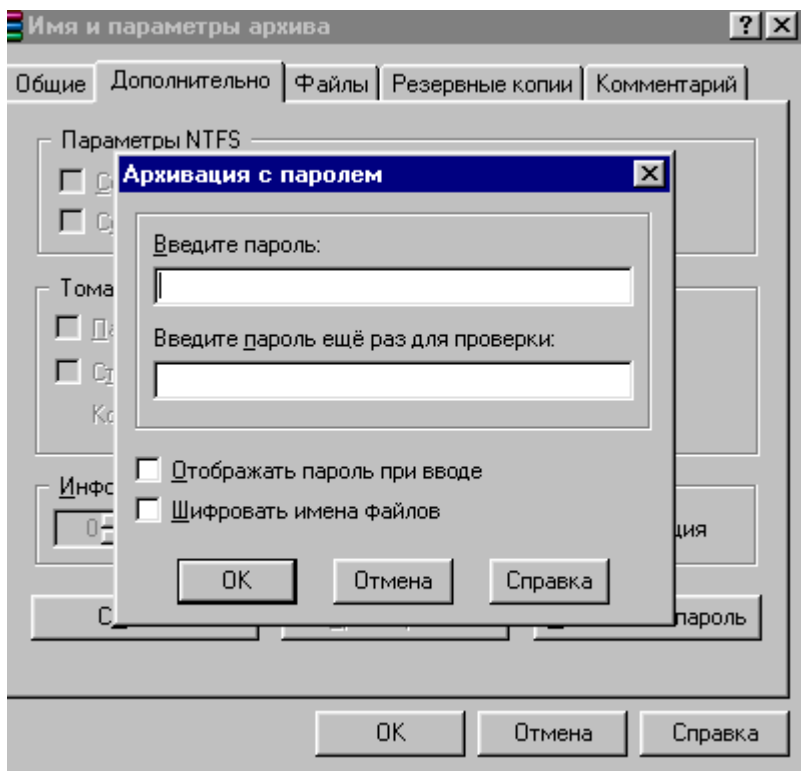 Имя и параметры архива
Общие Дополнительно Файлы Резервные копии Комментарий
Параметры NTFS
Архивация с паролем
Введите пароль:
Тома
Введите пароль ещё раз для проверки:
Отображать пароль при вводе
Шифровать имена файлов
0
OK Отмена Справка
пароль
OK Отмена Справка